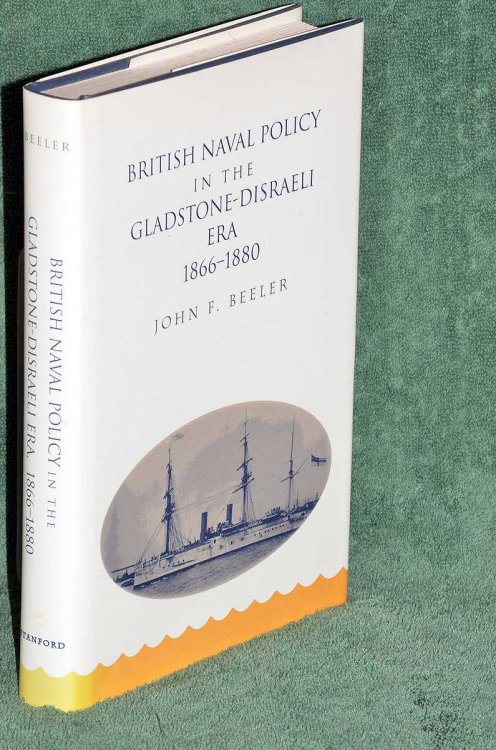 BRITISH NAVAL POLICY
IN THE
GLADSTONE-DISRAELI
ERA
1866–1880
JOHN F. BEELER
BEELER
BRITISH NAVAL POLICY IN THE
GLADSTONE-DISRAELI ERA 1866–1880
STANFORD